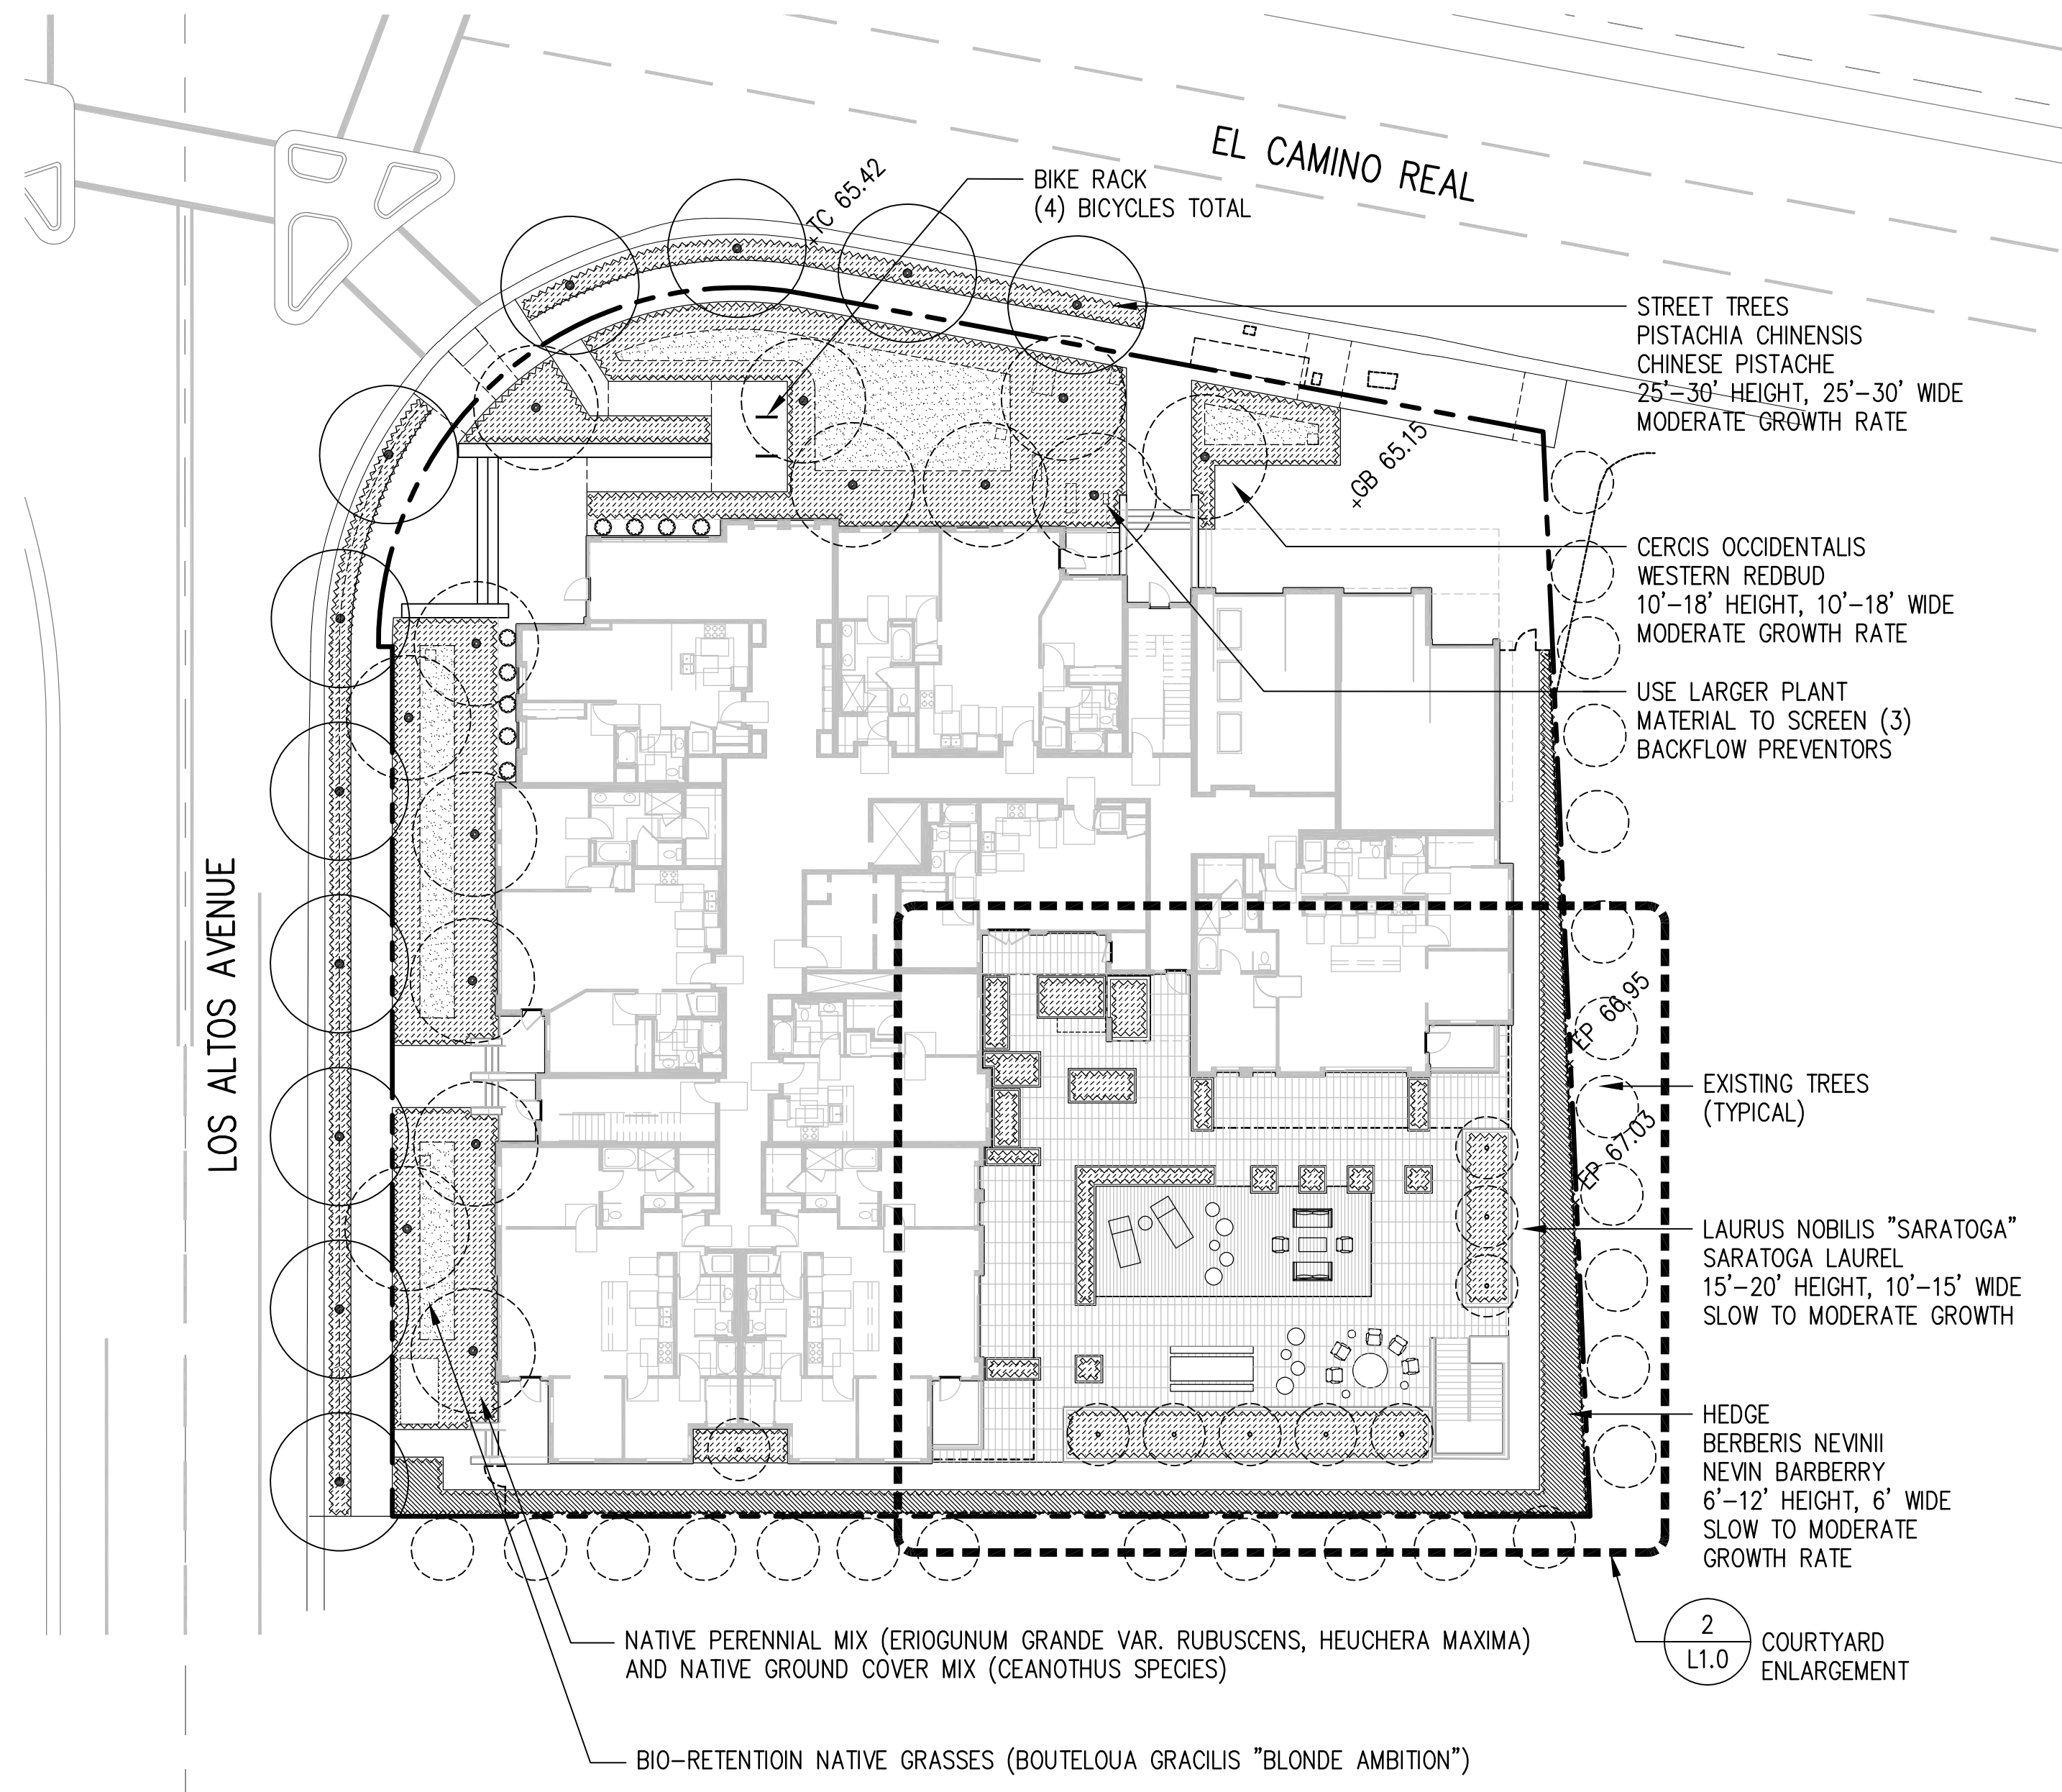 EL CAMINO REAL
BIKE RACK
(4) BICYCLES TOTAL
+TC 65.42
STREET TREES
PISTACHIA CHINENSIS
CHINESE PISTACHE
25'-30' HEIGHT, 25'-30' WIDE
MODERATE GROWTH RATE
+GB 65.15
CERCIS OCCIDENTALIS
WESTERN REDBUD
10'-18' HEIGHT, 10'-18' WIDE
MODERATE GROWTH RATE
USE LARGER PLANT
MATERIAL TO SCREEN (3)
BACKFLOW PREVENTORS
LOS ALTOS AVENUE
EP 66.95
EXISTING TREES
(TYPICAL)
EP 67.03
LAURUS NOBILIS "SARATOGA"
SARATOGA LAUREL
15'-20' HEIGHT, 10'-15' WIDE
SLOW TO MODERATE GROWTH
HEDGE
BERBERIS NEVINII
NEVIN BARBERRY
6'-12' HEIGHT, 6' WIDE
SLOW TO MODERATE
GROWTH RATE
2
L1.0
COURTYARD
ENLARGEMENT
NATIVE PERENNIAL MIX (ERIOGUNUM GRANDE VAR. RUBUSCENS, HEUCHERA MAXIMA)
AND NATIVE GROUND COVER MIX (CEANOTHUS SPECIES)
BIO-RETENTIOIN NATIVE GRASSES (BOUTELOUA GRACILIS "BLONDE AMBITION")